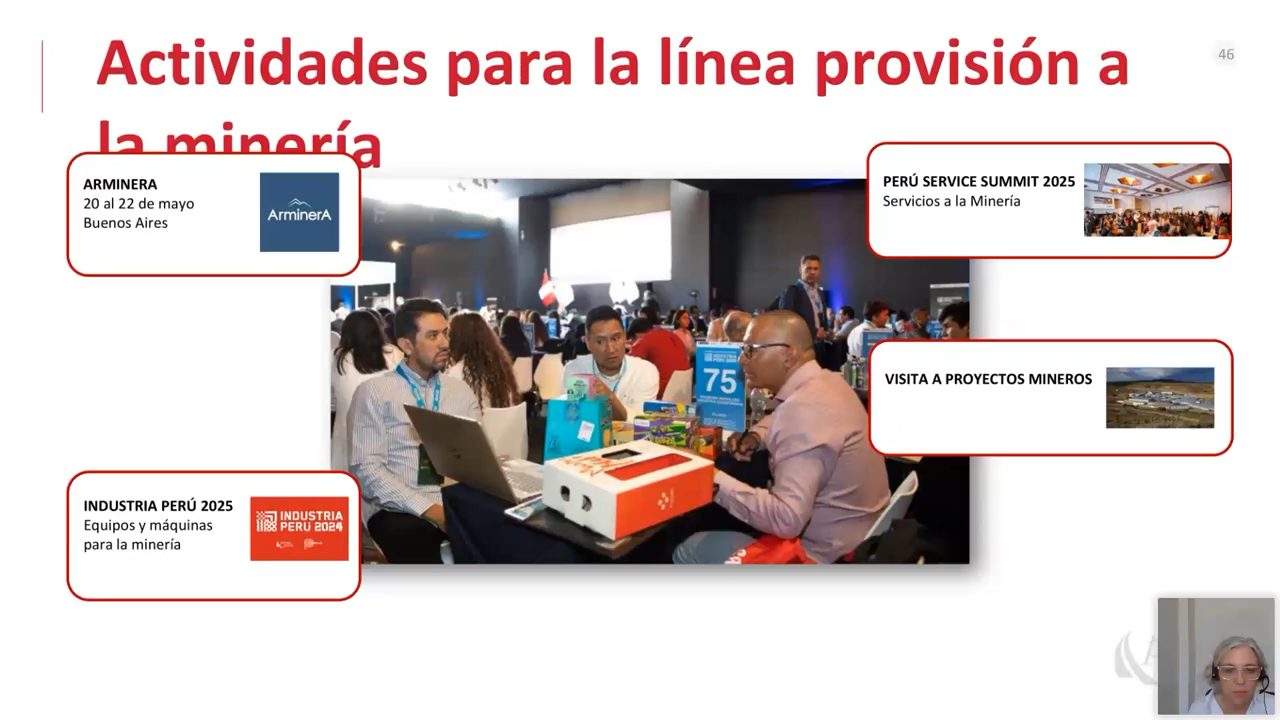 Actividades para la línea provisión a
la minería
46
ARMINERA
20 al 22 de mayo
Buenos Aires
ArminerA
PERÚ SERVICE SUMMIT 2025
Servicios a la Minería
VISITA A PROYECTOS MINEROS
INDUSTRIA PERÚ 2025
Equipos y máquinas
para la minería
INDUSTRIA
PERÚ 2024
INDUSTRIA
75